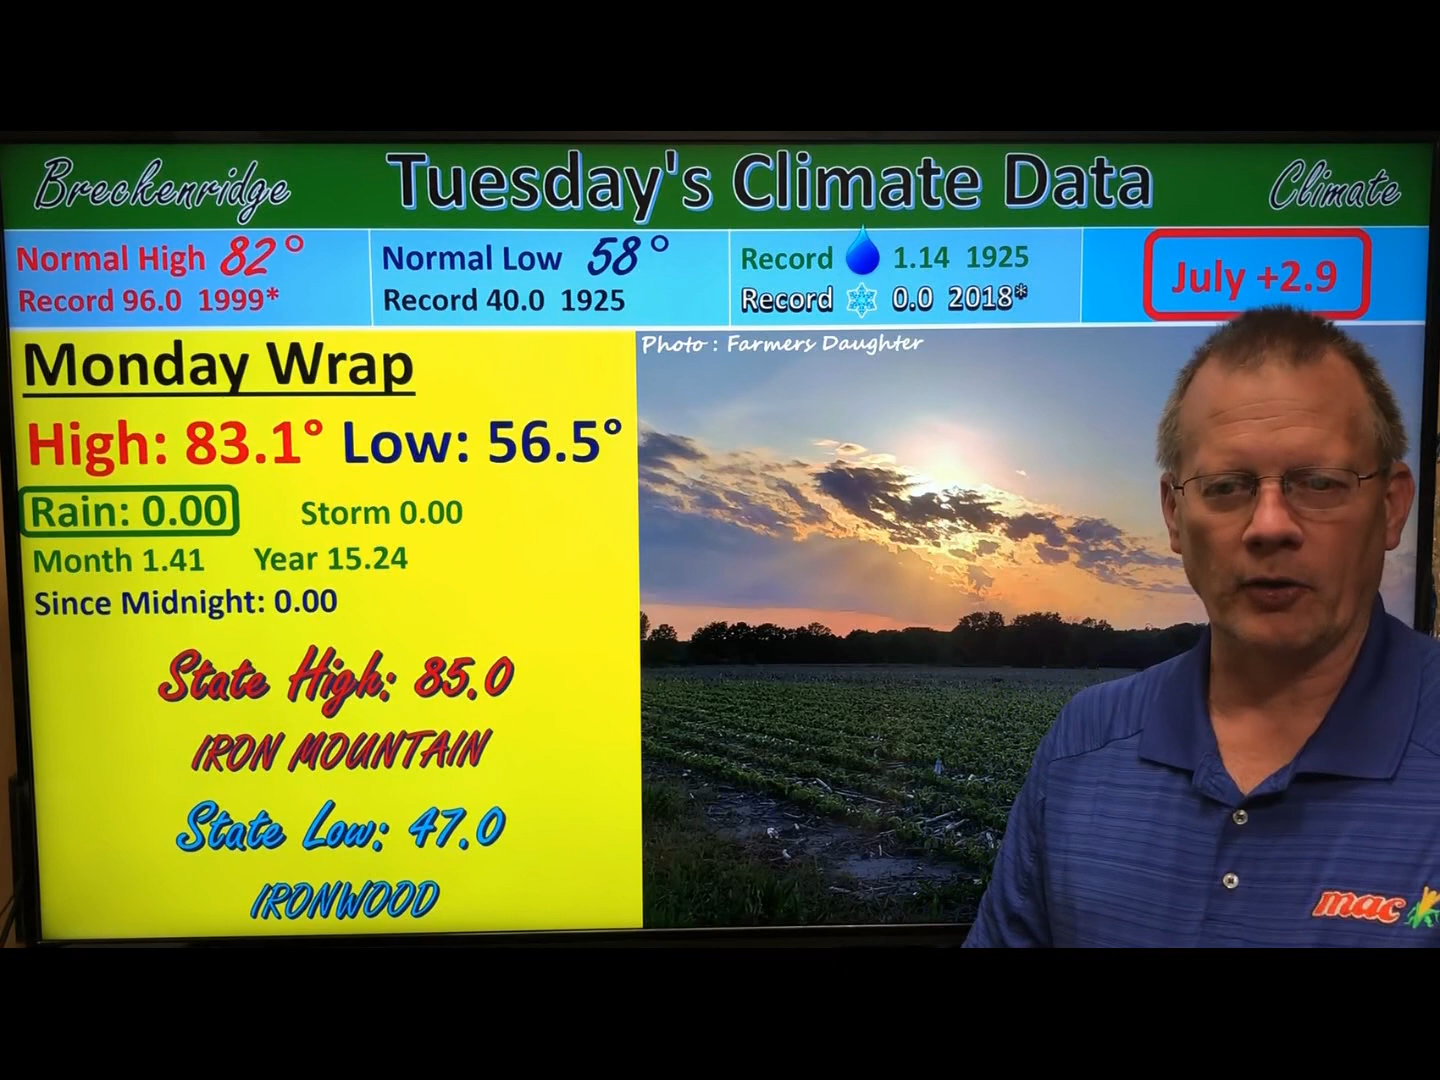 Breckenridge
Tuesday's Climate Data
Climate
Normal High 82°
Record 96.0 1999*
Normal Low 58°
Record 40.0 1925
Record 1.14 1925
Record 0.0 2018*
July +2.9
Monday Wrap
High: 83.1° Low: 56.5°
Rain: 0.00 Storm 0.00
Month 1.41 Year 15.24
Since Midnight: 0.00
State High: 85.0
IRON MOUNTAIN
State Low: 47.0
IRONWOOD
Photo : Farmers Daughter
mac